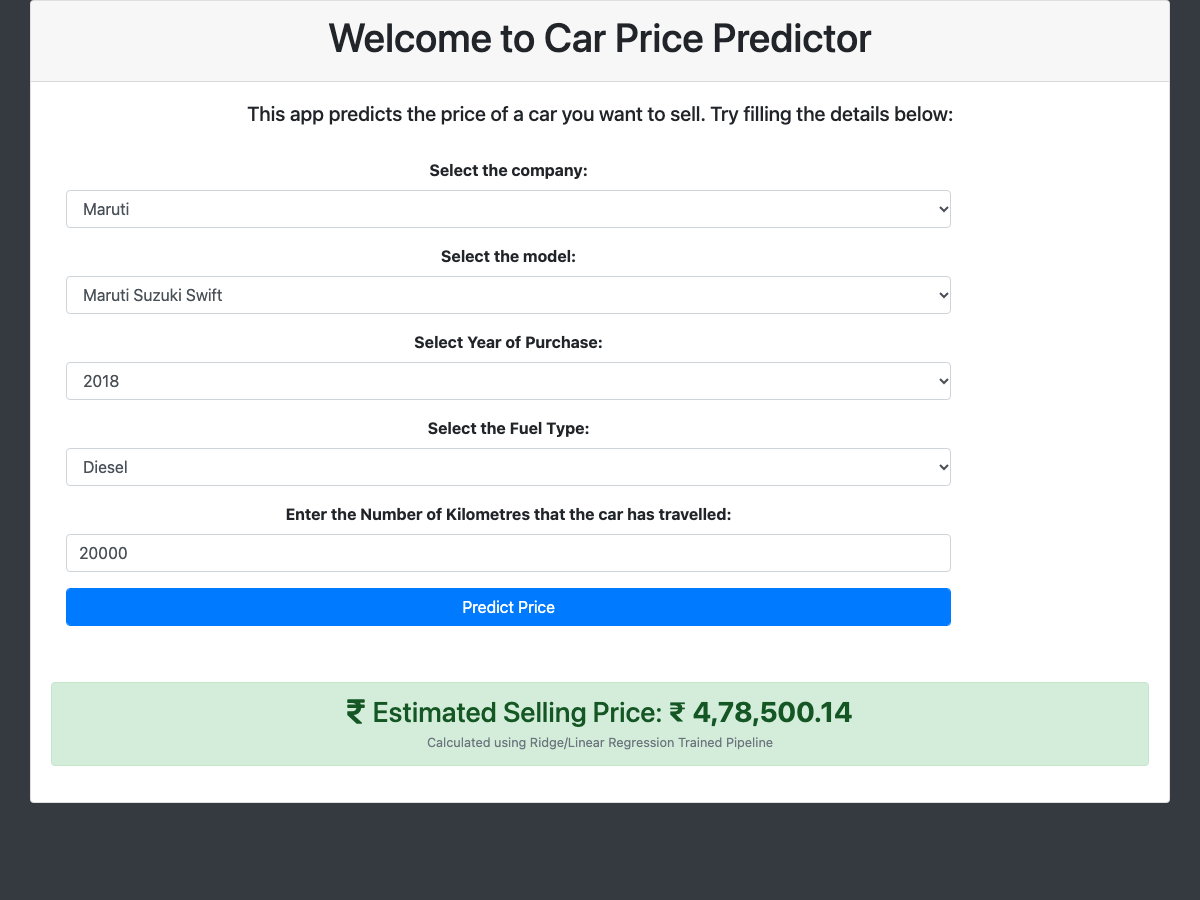 Welcome to Car Price Predictor
This app predicts the price of a car you want to sell. Try filling the details below:
Select the company:
Maruti
Select the model:
Maruti Suzuki Swift
Select Year of Purchase:
2018
Select the Fuel Type:
Diesel
Enter the Number of Kilometres that the car has travelled:
20000
Predict Price
₹ Estimated Selling Price: ₹ 4,78,500.14
Calculated using Ridge/Linear Regression Trained Pipeline